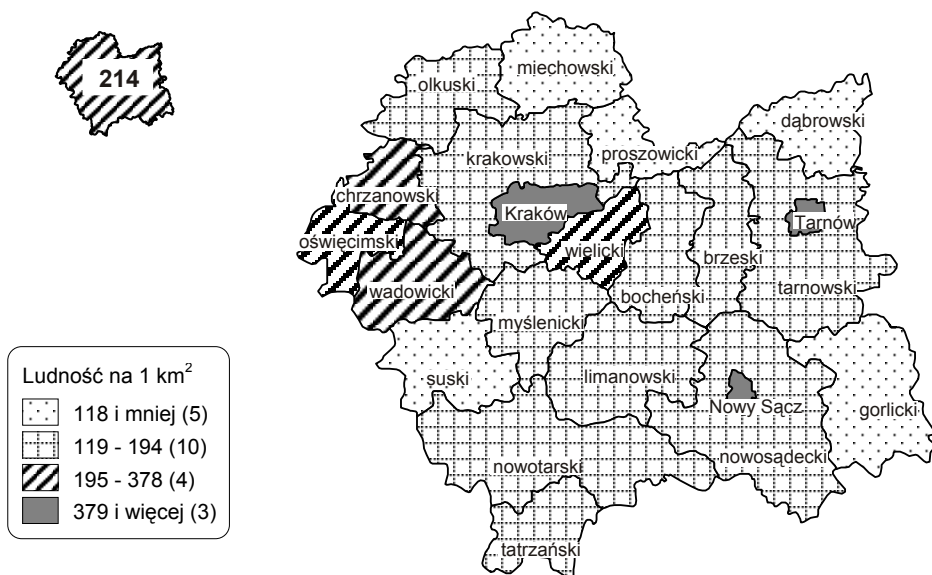 214
miechowski
olkuski
dąbrowski
krakowski
proszowicki
chrzanowski
Kraków
Tarnów
oświęcimski
wielicki
brzeski
wadowicki
bocheński
tarnowski
myślenicki
Ludność na 1 km²
118 i mniej (5)
119 - 194 (10)
195 - 378 (4)
379 i więcej (3)
suski
limanowski
Nowy Sącz
gorlicki
nowotarski
nowosądecki
tatrzański